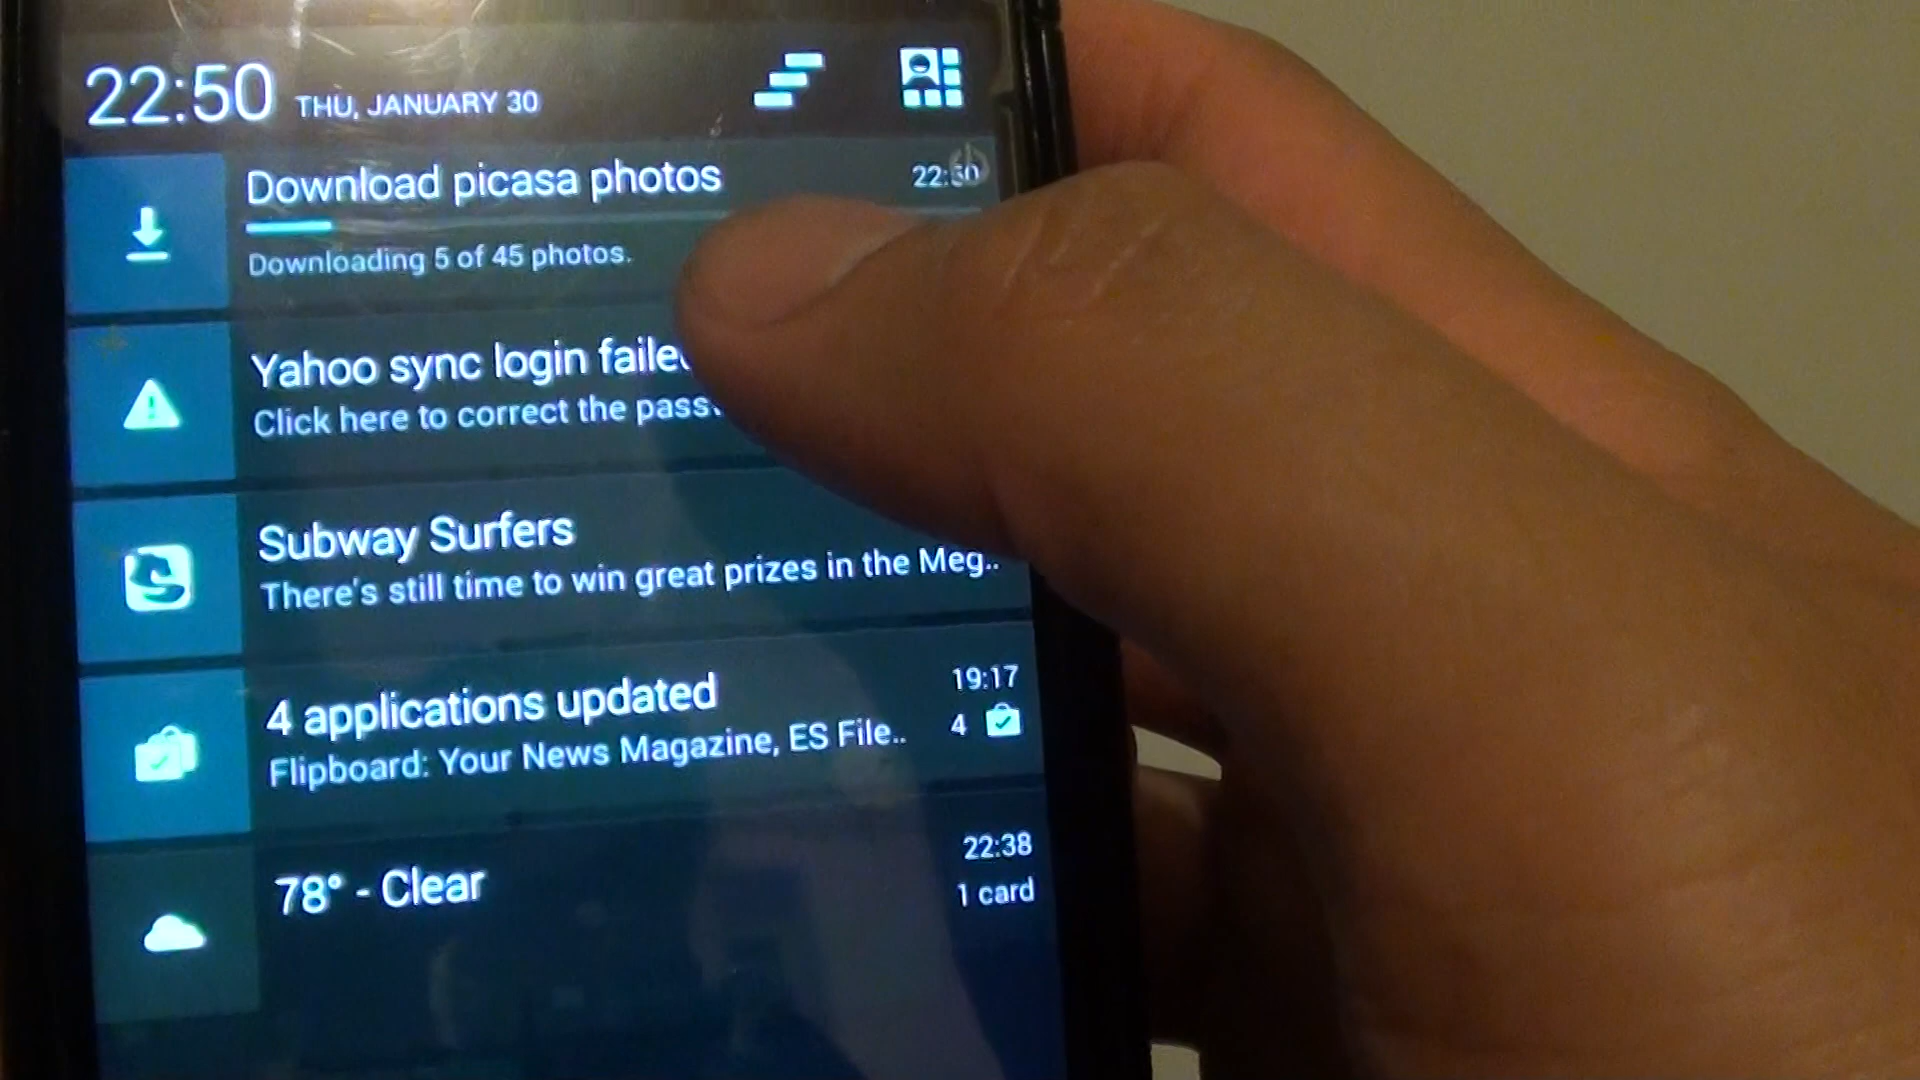 22:50 THU, JANUARY 30
Download picasa photos 22:50
Downloading 5 of 45 photos.
Yahoo sync login
Click here to correct the
Subway Surfers
There's still time to win great prizes in the Meg..
4 applications updated 19:17
Flipboard: Your News Magazine, ES File.. 4
78° - Clear 22:38
1 card